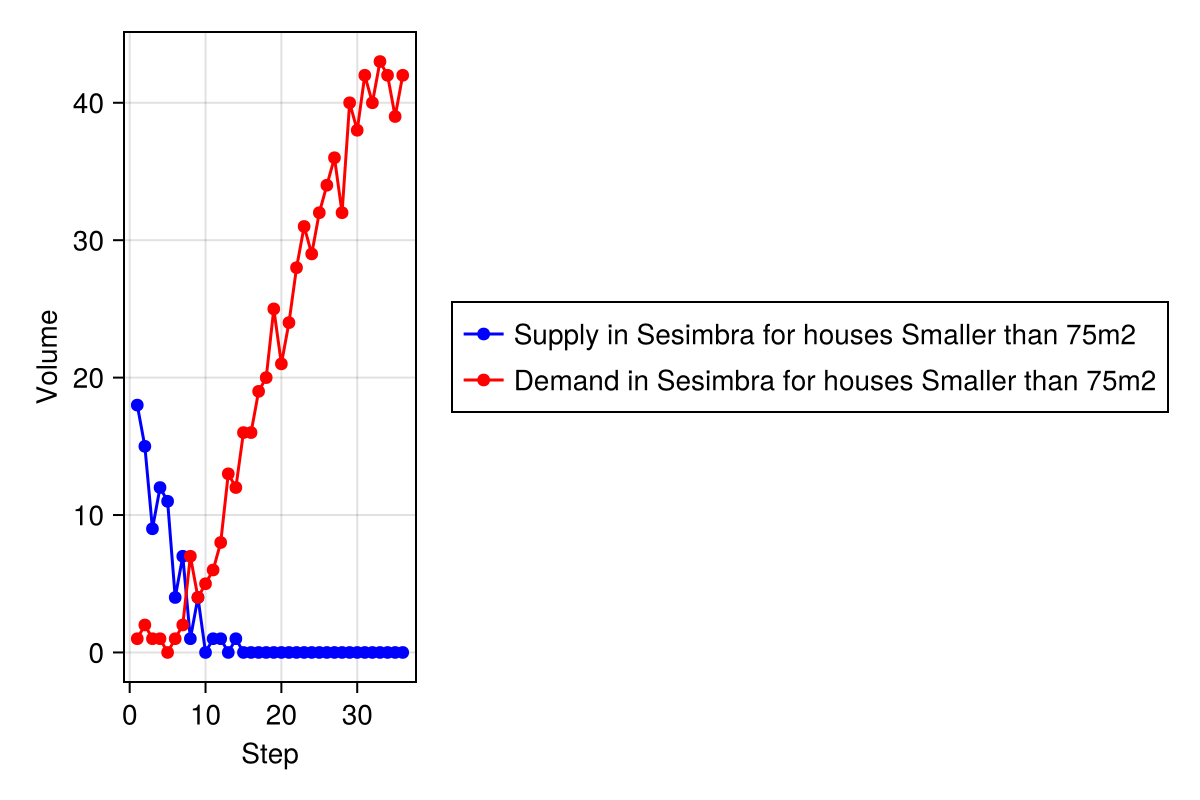 40
30
20
10
0
Volume
0 10 20 30
Step
Supply in Sesimbra for houses Smaller than 75m2
Demand in Sesimbra for houses Smaller than 75m2